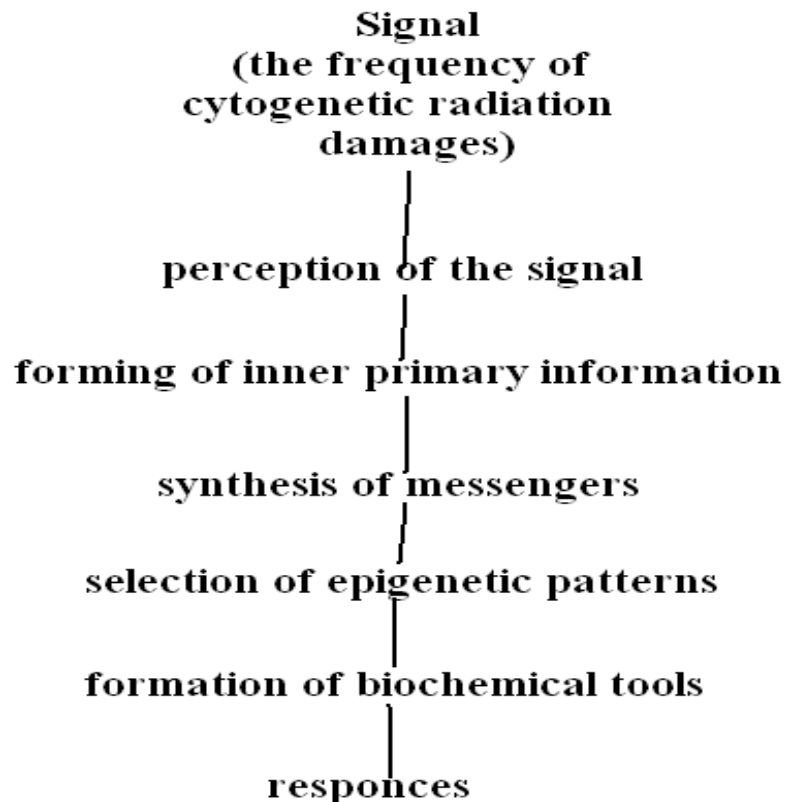 Signal
(the frequency of
cytogenetic radiation
damages)
perception of the signal
forming of inner primary information
synthesis of messengers
selection of epigenetic patterns
formation of biochemical tools
responces